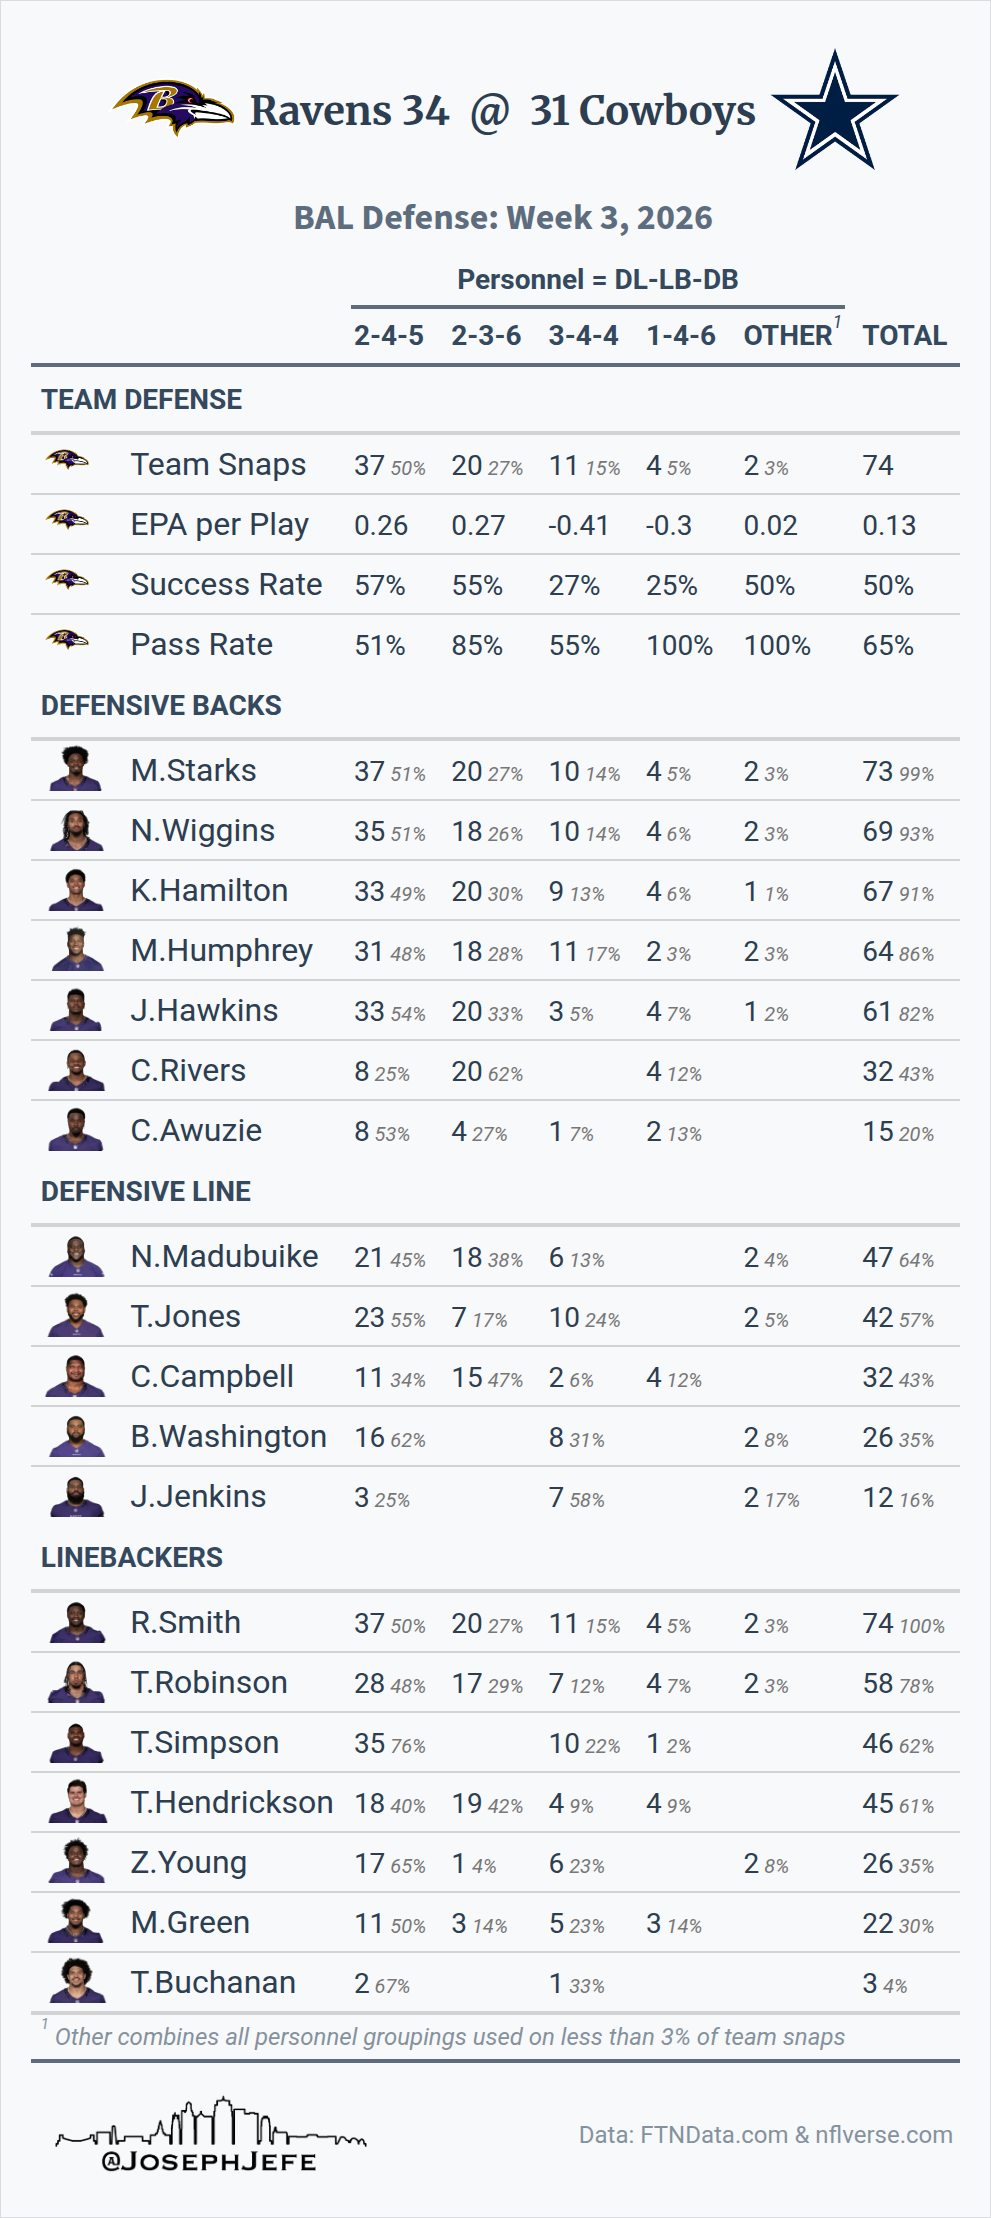 Ravens 34 @ 31 Cowboys
BAL Defense: Week 3, 2026
Personnel = DL-LB-DB
2-4-5 2-3-6 3-4-4 1-4-6 OTHER1 TOTAL
TEAM DEFENSE
Team Snaps 37 50% 20 27% 11 15% 4 5% 2 3% 74
EPA per Play 0.26 0.27 -0.41 -0.3 0.02 0.13
Success Rate 57% 55% 27% 25% 50% 50%
Pass Rate 51% 85% 55% 100% 100% 65%
DEFENSIVE BACKS
M.Starks 37 51% 20 27% 10 14% 4 5% 2 3% 73 99%
N.Wiggins 35 51% 18 26% 10 14% 4 6% 2 3% 69 93%
K.Hamilton 33 49% 20 30% 9 13% 4 6% 1 1% 67 91%
M.Humphrey 31 48% 18 28% 11 17% 2 3% 2 3% 64 86%
J.Hawkins 33 54% 20 33% 3 5% 4 7% 1 2% 61 82%
C.Rivers 8 25% 20 62% 4 12% 32 43%
C.Awuzie 8 53% 4 27% 1 7% 2 13% 15 20%
DEFENSIVE LINE
N.Madubuike 21 45% 18 38% 6 13% 2 4% 47 64%
T.Jones 23 55% 7 17% 10 24% 2 5% 42 57%
C.Campbell 11 34% 15 47% 2 6% 4 12% 32 43%
B.Washington 16 62% 8 31% 2 8% 26 35%
J.Jenkins 3 25% 7 58% 2 17% 12 16%
LINEBACKERS
R.Smith 37 50% 20 27% 11 15% 4 5% 2 3% 74 100%
T.Robinson 28 48% 17 29% 7 12% 4 7% 2 3% 58 78%
T.Simpson 35 76% 10 22% 1 2% 46 62%
T.Hendrickson 18 40% 19 42% 4 9% 4 9% 45 61%
Z.Young 17 65% 1 4% 6 23% 2 8% 26 35%
M.Green 11 50% 3 14% 5 23% 3 14% 22 30%
T.Buchanan 2 67% 1 33% 3 4%
1 Other combines all personnel groupings used on less than 3% of team snaps
@JOSEPHJEFE
Data: FTNData.com & nflverse.com